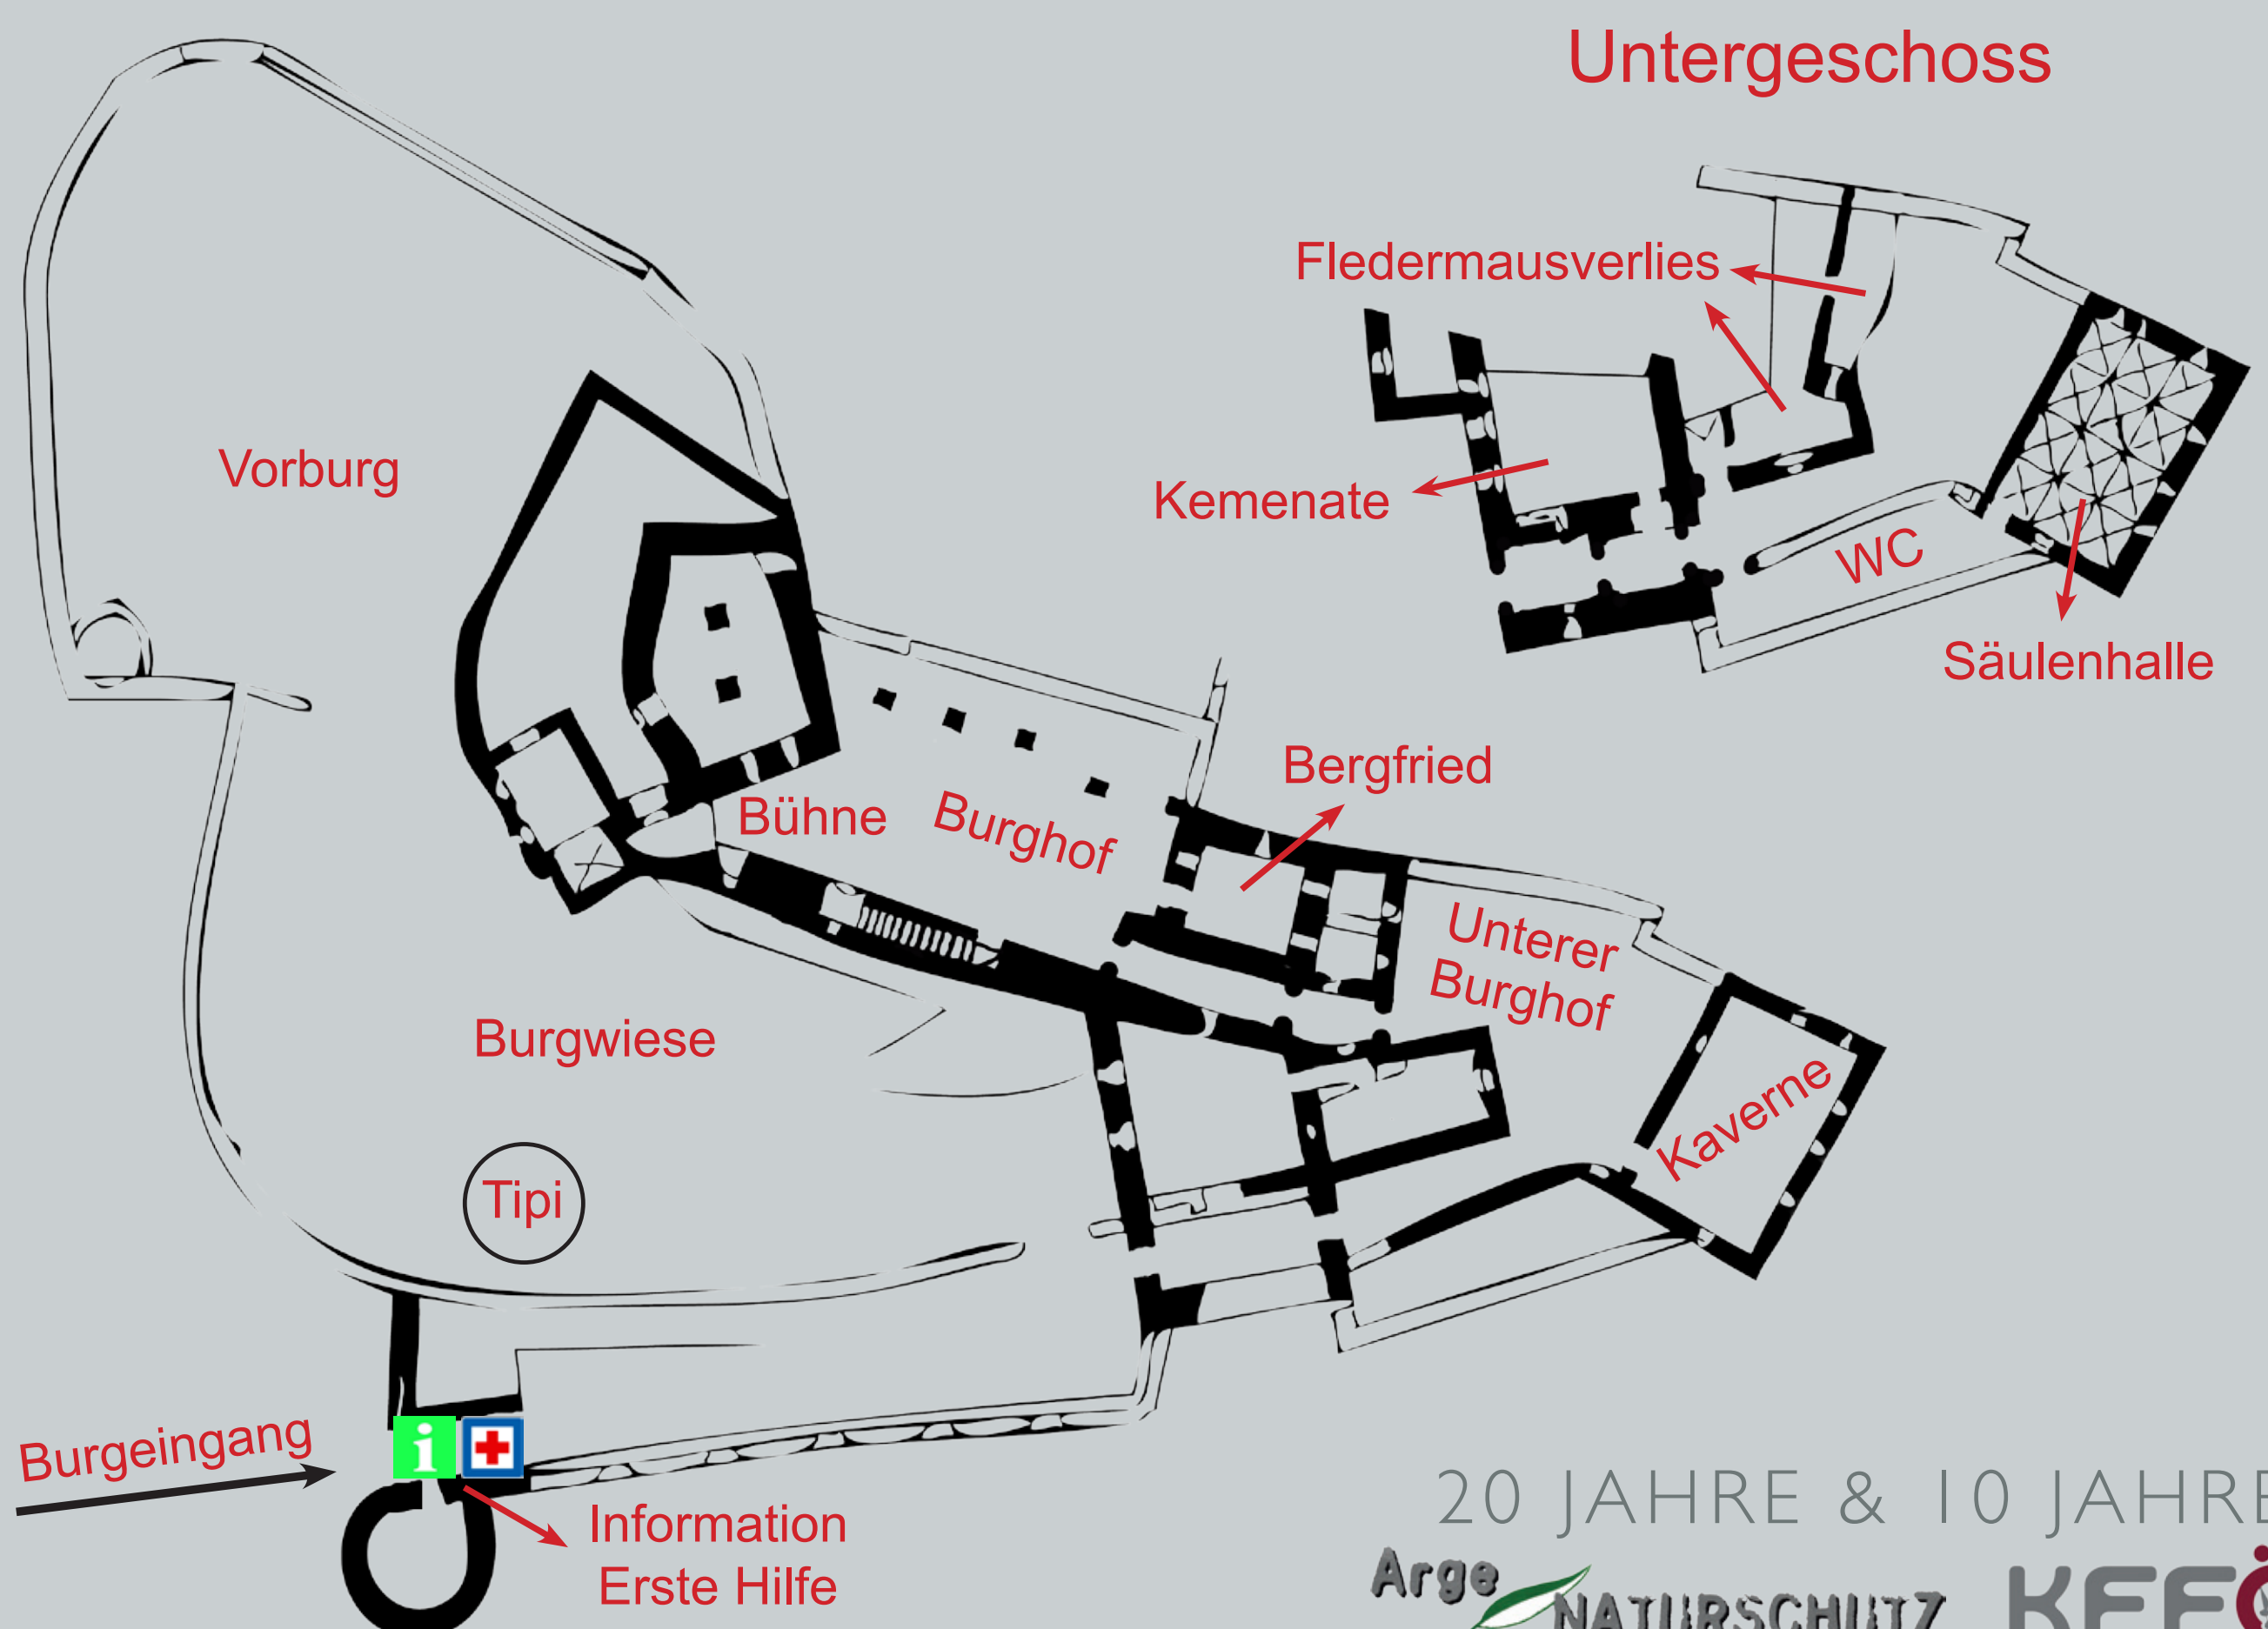 Untergeschoss
Fledermausverlies
Vorburg
Kemenate
WC
Säulenhalle
Bergfried
Bühne
Burghof
Unterer
Burghof
Burgwiese
Kaverne
Tipi
Burgeingang
i
Information
Erste Hilfe
20 JAHRE & 10 JAHRE
Arge
NATURSCHUTZ